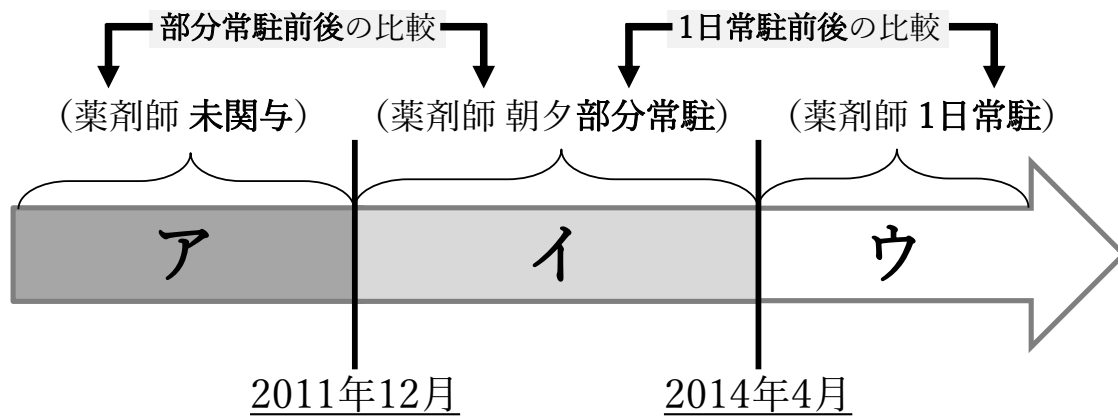 部分常駐前後の比較 1日常駐前後の比較
(薬剤師 未関与) (薬剤師 朝夕部分常駐) (薬剤師 1日常駐)
ア イ ウ
2011年12月 2014年4月